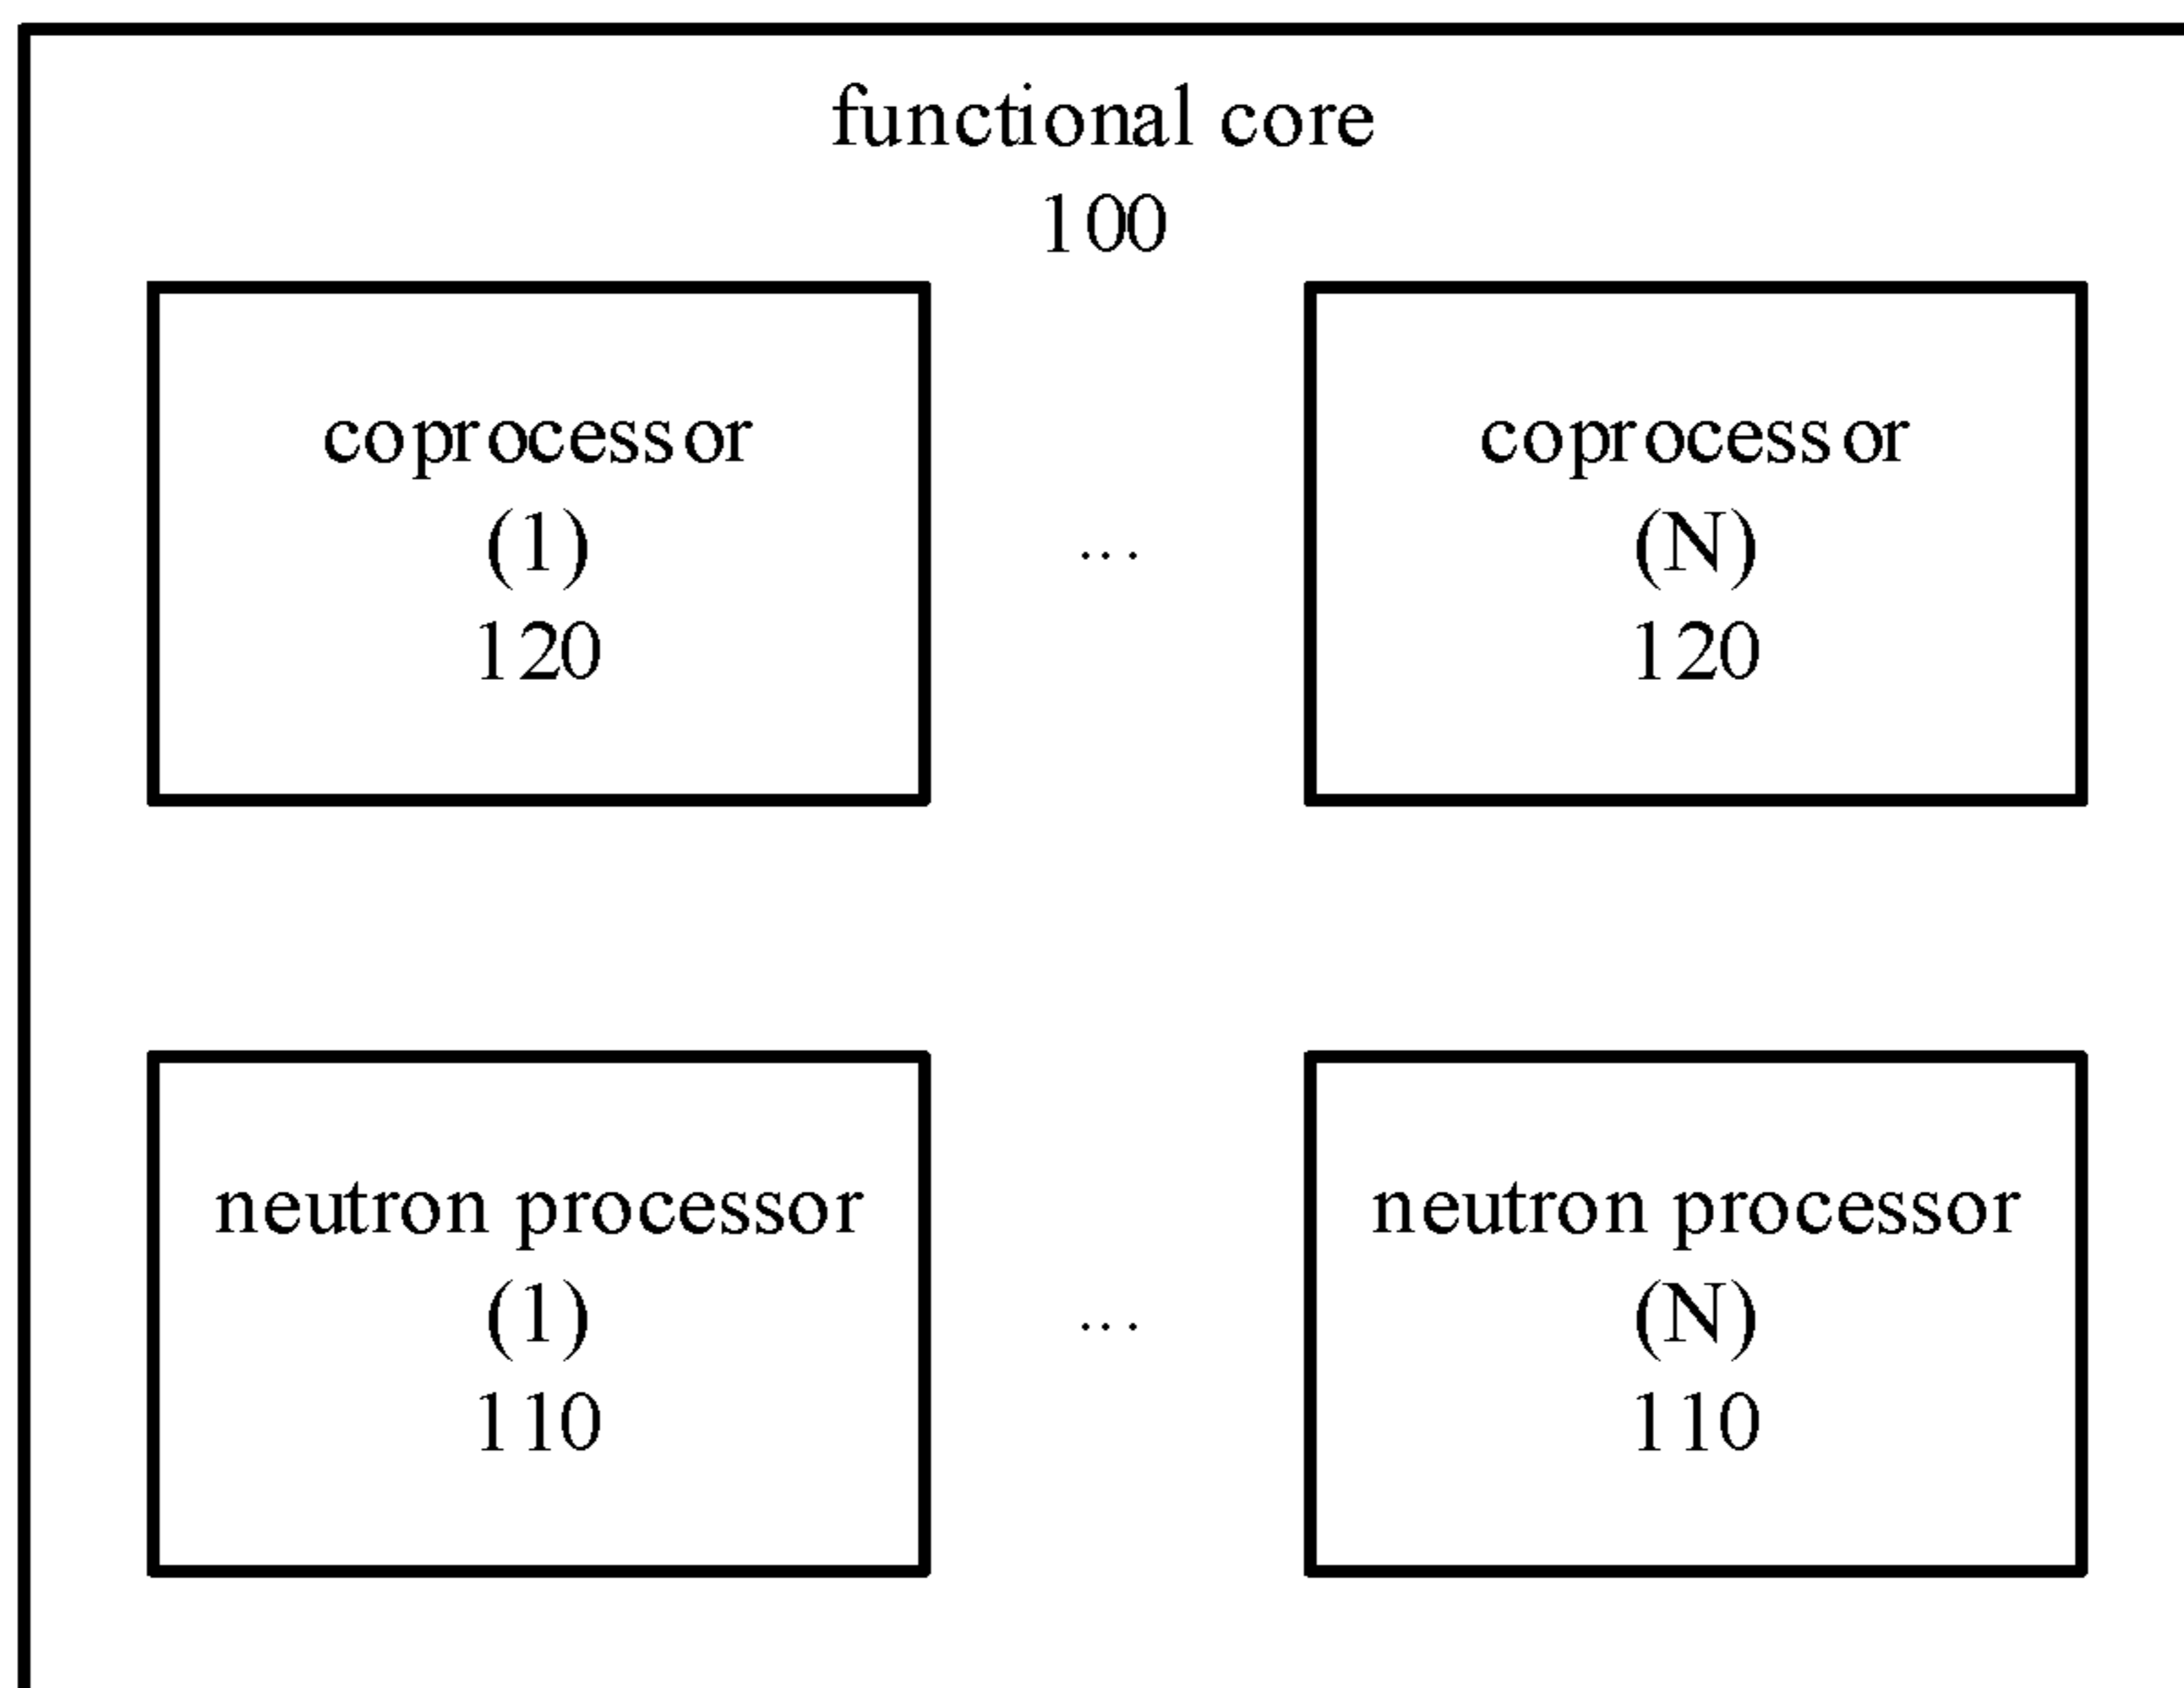 functional core
100
coprocessor
(1)
120
...
coprocessor
(N)
120
neutron processor
(1)
110
...
neutron processor
(N)
110